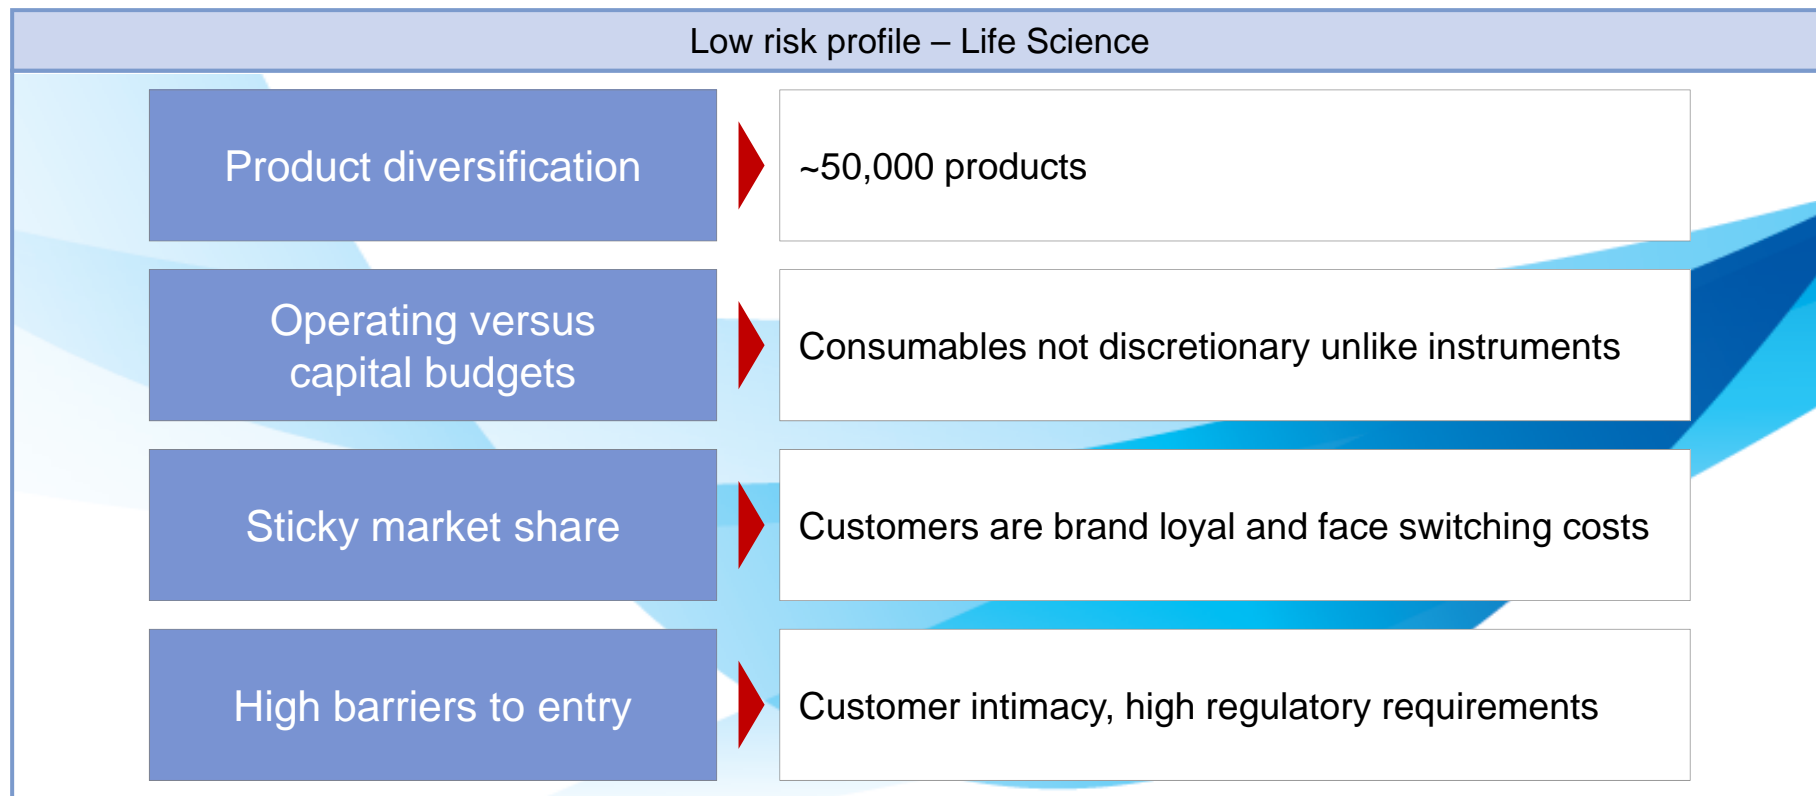 Low risk profile – Life Science
Product diversification
~50,000 products
Operating versus
capital budgets
Consumables not discretionary unlike instruments
Sticky market share
Customers are brand loyal and face switching costs
High barriers to entry
Customer intimacy, high regulatory requirements